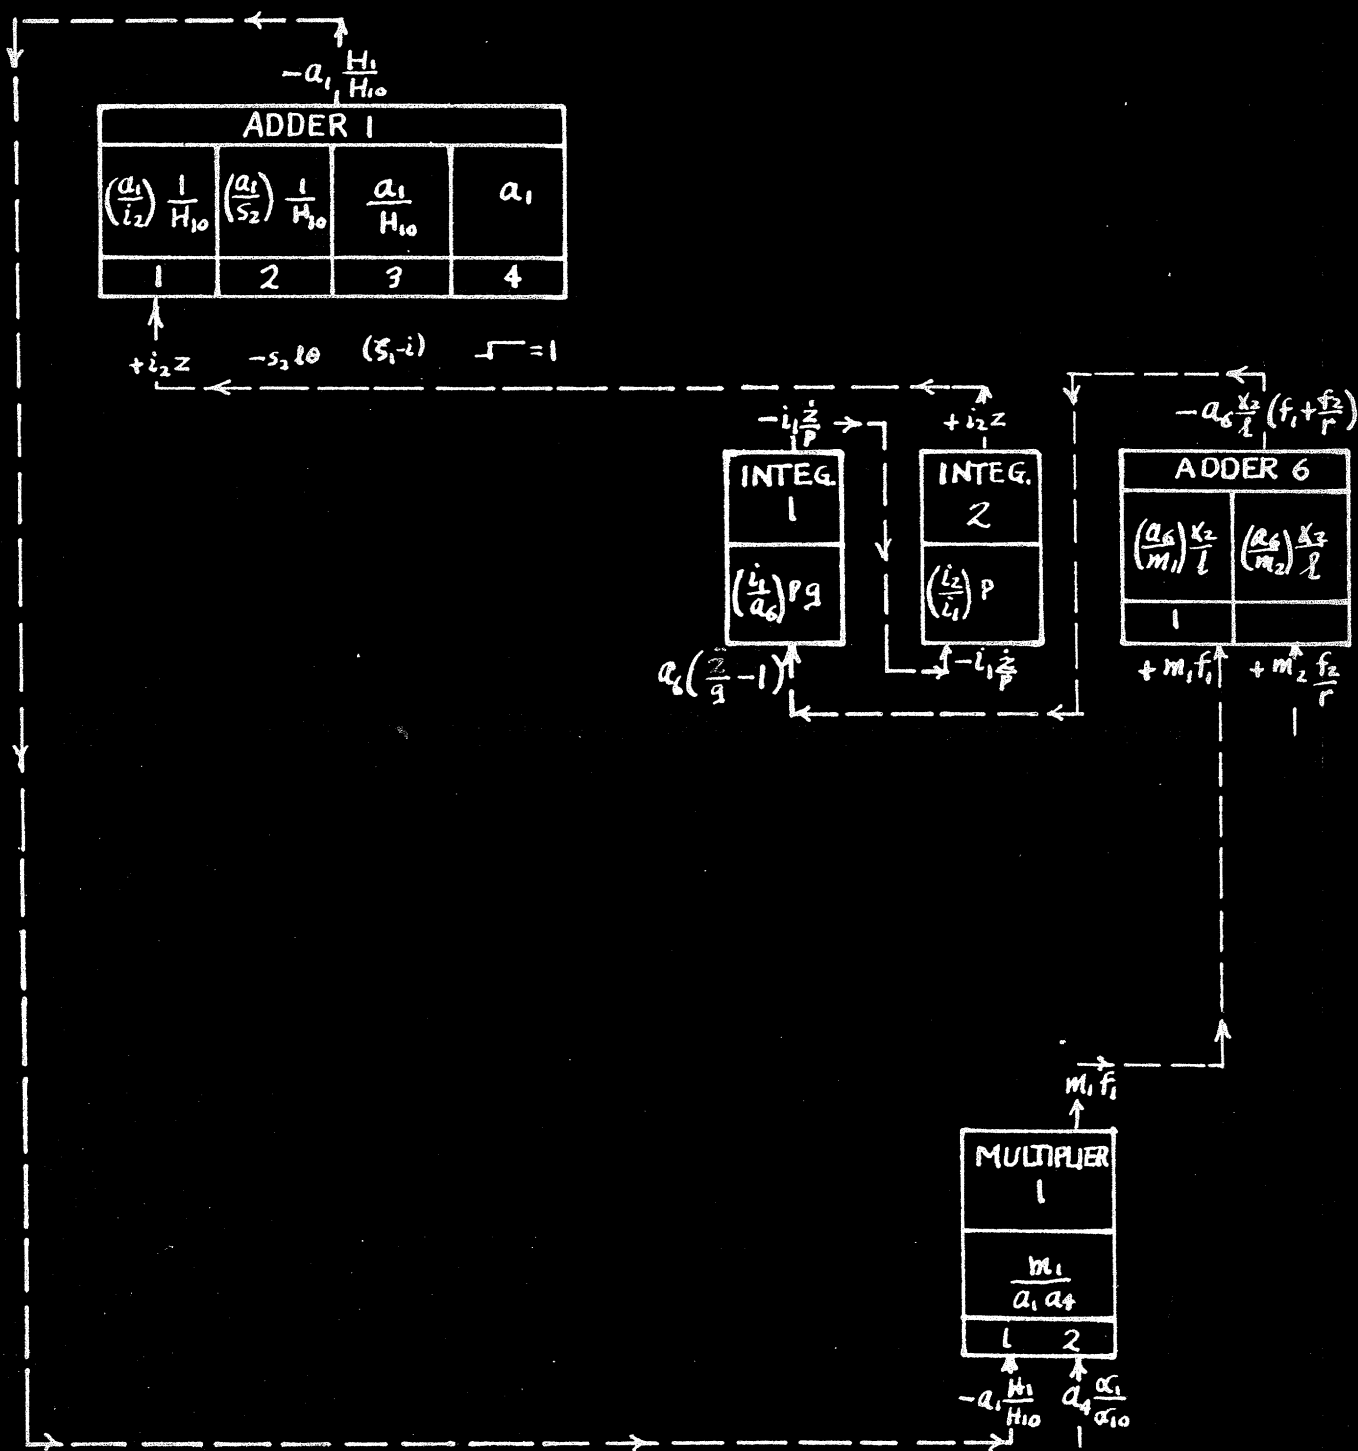 −a₁ H₁/H₁₀
ADDER 1
(a₁/i₂) 1/H₁₀ (a₁/s₂) 1/H₁₀ a₁/H₁₀ a₁
1 2 3 4
+i₂z −s₂lθ (ξ₁−i) =1
−i₁ ż/p +i₂z −a₆ x₂/l (f₁+f₂/r)
INTEG. 1 INTEG. 2 ADDER 6
(i₁/a₆) pg (i₂/i₁) p (a₆/m₁) x₂/l (a₆/m₂)
1
a₆(z̈/g −1) −i₁ ż/p + m₁f₁ + m₂ f₂/r
m₁f₁
MULTIPLIER
1
m₁/a₁a₄
1 2
−a₁ H₁/H₁₀ a₄ α₁/α₁₀